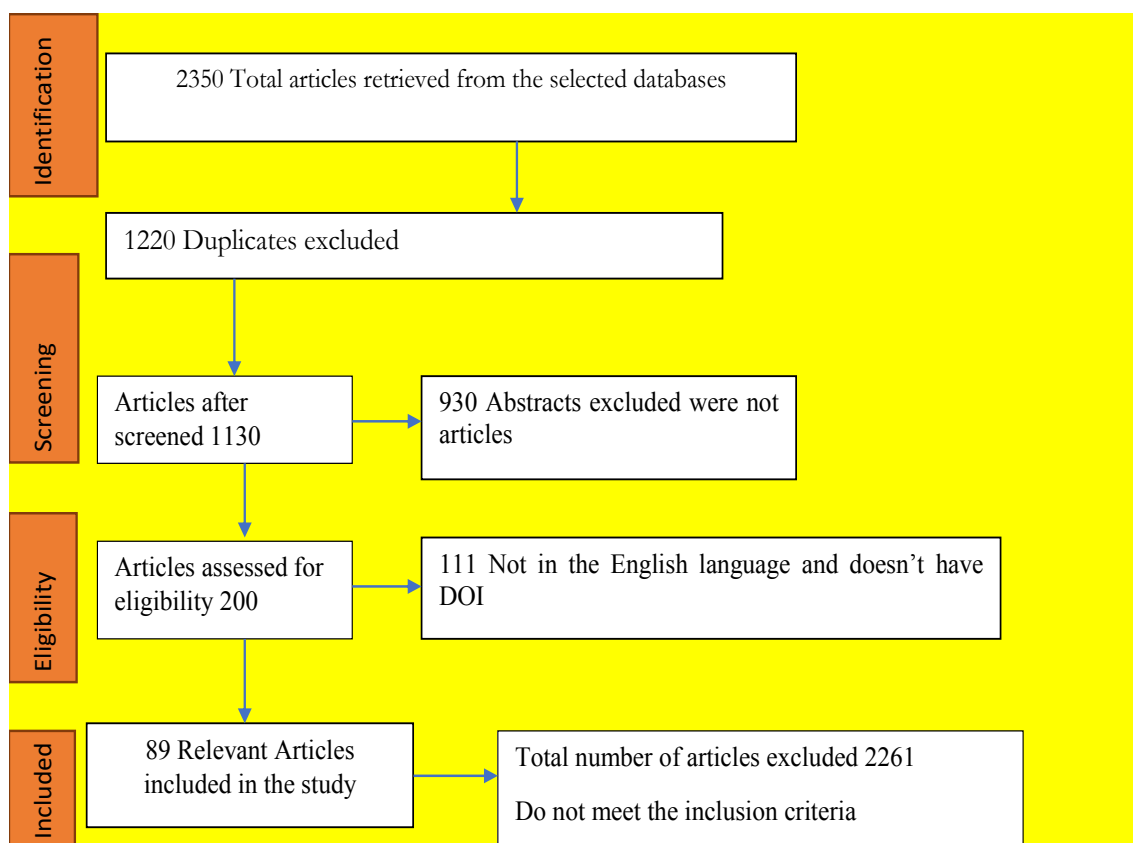 Identification
2350 Total articles retrieved from the selected databases
1220 Duplicates excluded
Screening
Articles after
screened 1130
930 Abstracts excluded were not
articles
Eligibility
Articles assessed for
eligibility 200
111 Not in the English language and doesn’t have
DOI
Included
89 Relevant Articles
included in the study
Total number of articles excluded 2261
Do not meet the inclusion criteria